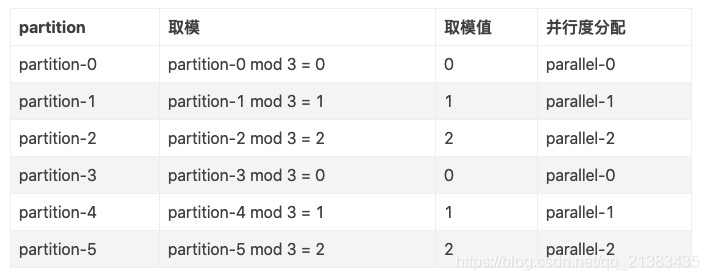 partition 取模 取模值 并行度分配
partition-0 partition-0 mod 3 = 0 0 parallel-0
partition-1 partition-1 mod 3 = 1 1 parallel-1
partition-2 partition-2 mod 3 = 2 2 parallel-2
partition-3 partition-3 mod 3 = 0 0 parallel-0
partition-4 partition-4 mod 3 = 1 1 parallel-1
partition-5 partition-5 mod 3 = 2 2 parallel-2
https://blog.csdn.net/qq_21383435